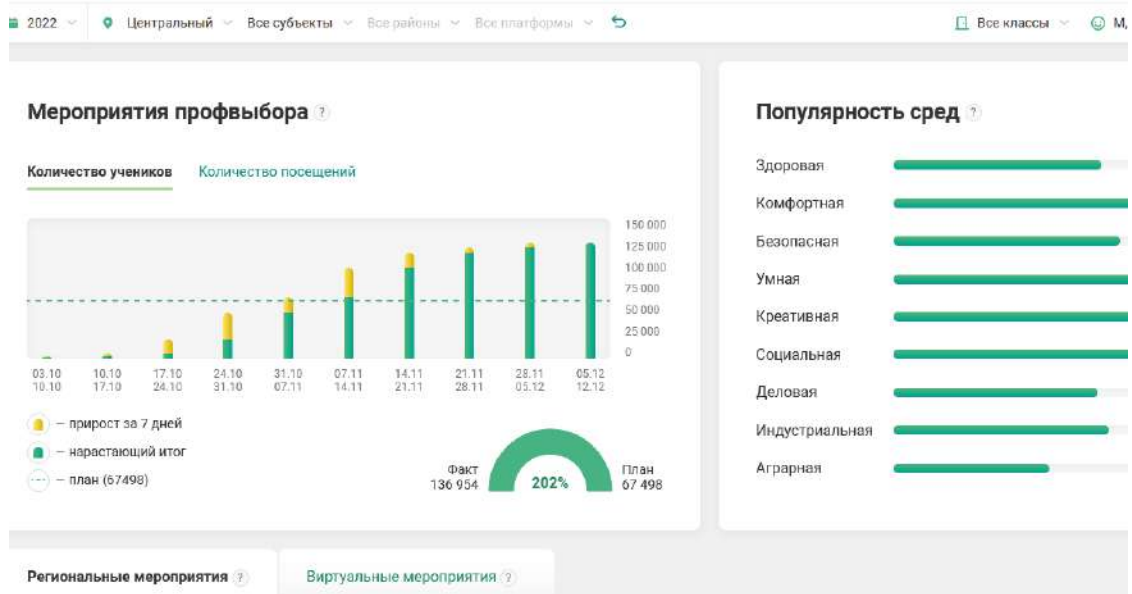 2022 Центральный Все субъекты Все районы Все платформы Все классы М,
Мероприятия профвыбора ?
Количество учеников Количество посещений
150 000
125 000
100 000
75 000
50 000
25 000
0
03.10 10.10 17.10 24.10 31.10 07.11 14.11 21.11 28.11 05.12
10.10 17.10 24.10 31.10 07.11 14.11 21.11 28.11 05.12 12.12
– прирост за 7 дней
– нарастающий итог
– план (67498)
Факт
136 954
202%
План
67 498
Популярность сред ?
Здоровая
Комфортная
Безопасная
Умная
Креативная
Социальная
Деловая
Индустриальная
Аграрная
Региональные мероприятия ? Виртуальные мероприятия ?